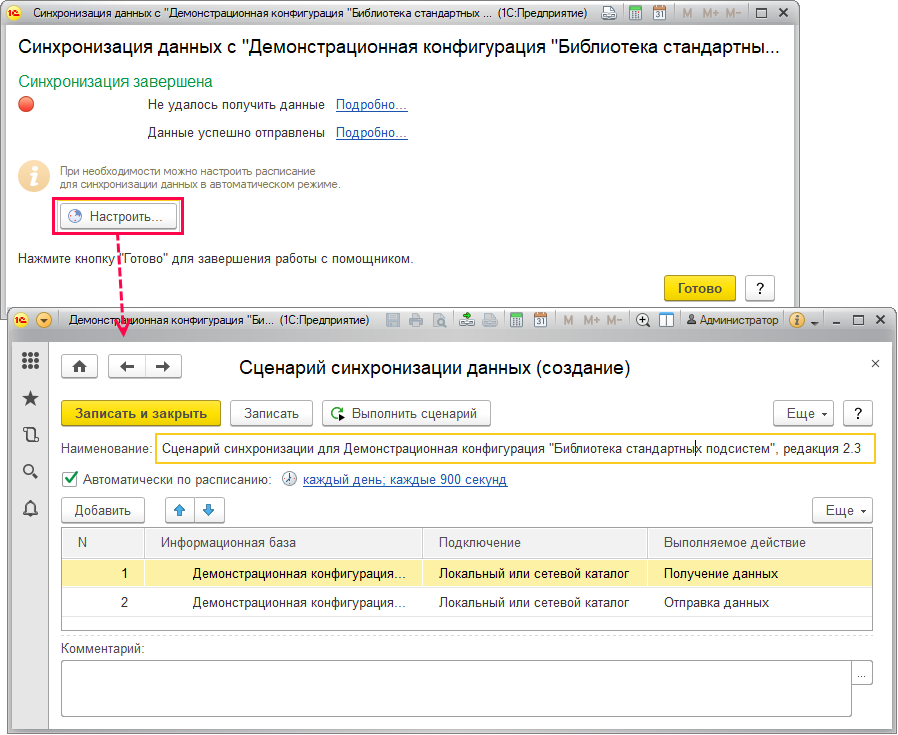 Синхронизация данных с "Демонстрационная конфигурация "Библиотека стандартных ... (1С:Предприятие) 31 M M+ M-
Синхронизация данных с "Демонстрационная конфигурация "Библиотека стандартны...
Синхронизация завершена
Не удалось получить данные Подробно...
Данные успешно отправлены Подробно...
При необходимости можно настроить расписание
для синхронизации данных в автоматическом режиме.
Настроить...
Нажмите кнопку "Готово" для завершения работы с помощником.
Готово ?
Демонстрационная конфигурация "Би... (1С:Предприятие) 31 M M+ M- Администратор
Сценарий синхронизации данных (создание)
Записать и закрыть Записать Выполнить сценарий Еще ?
Наименование: Сценарий синхронизации для Демонстрационная конфигурация "Библиотека стандартных подсистем", редакция 2.3
Автоматически по расписанию: каждый день; каждые 900 секунд
Добавить Еще
N Информационная база Подключение Выполняемое действие
1 Демонстрационная конфигурация... Локальный или сетевой каталог Получение данных
2 Демонстрационная конфигурация... Локальный или сетевой каталог Отправка данных
Комментарий:
...